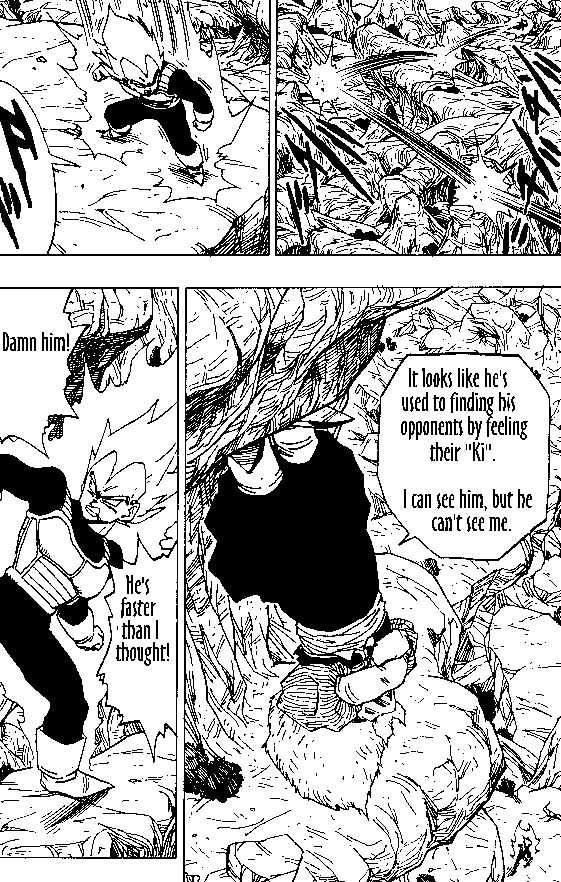 It looks like he's
used to finding his
opponents by feeling
their "Ki".
I can see him, but he
can't see me.
Damn him!
He's
faster
than I
thought!